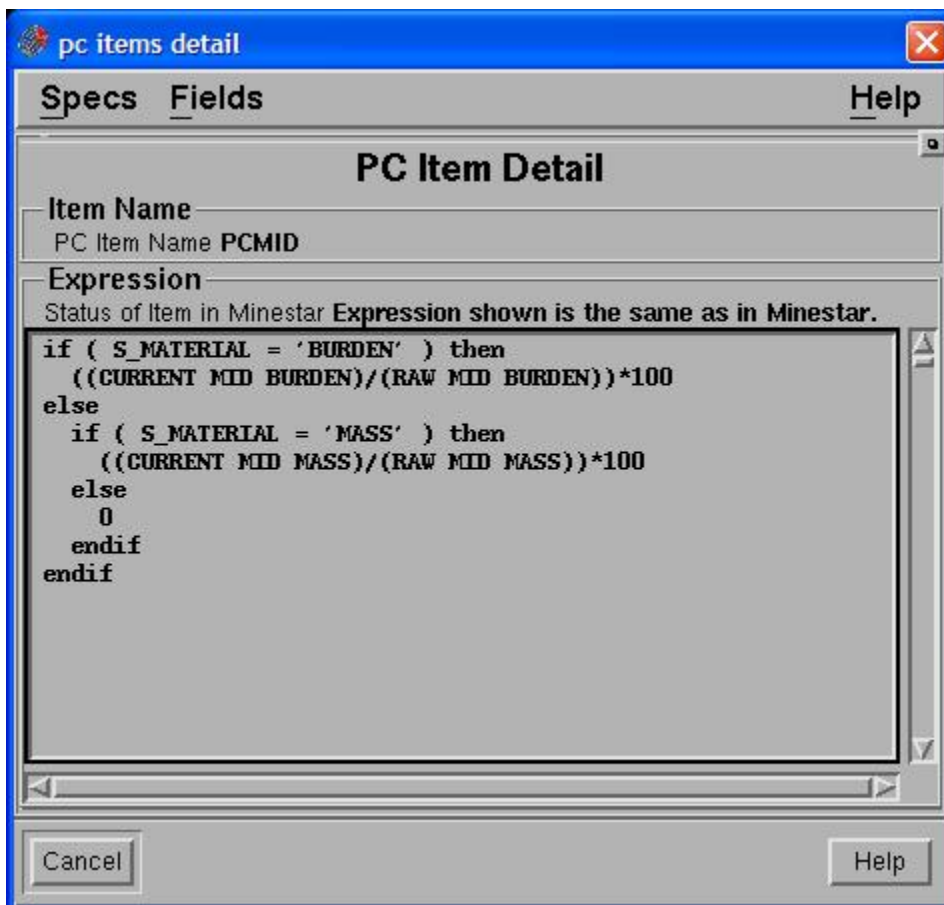 pc items detail
Specs Fields Help
PC Item Detail
Item Name
PC Item Name PCMID
Expression
Status of Item in Minestar Expression shown is the same as in Minestar.
if ( S_MATERIAL = 'BURDEN' ) then
((CURRENT MID BURDEN)/(RAW MID BURDEN))*100
else
if ( S_MATERIAL = 'MASS' ) then
((CURRENT MID MASS)/(RAW MID MASS))*100
else
0
endif
endif
Cancel Help